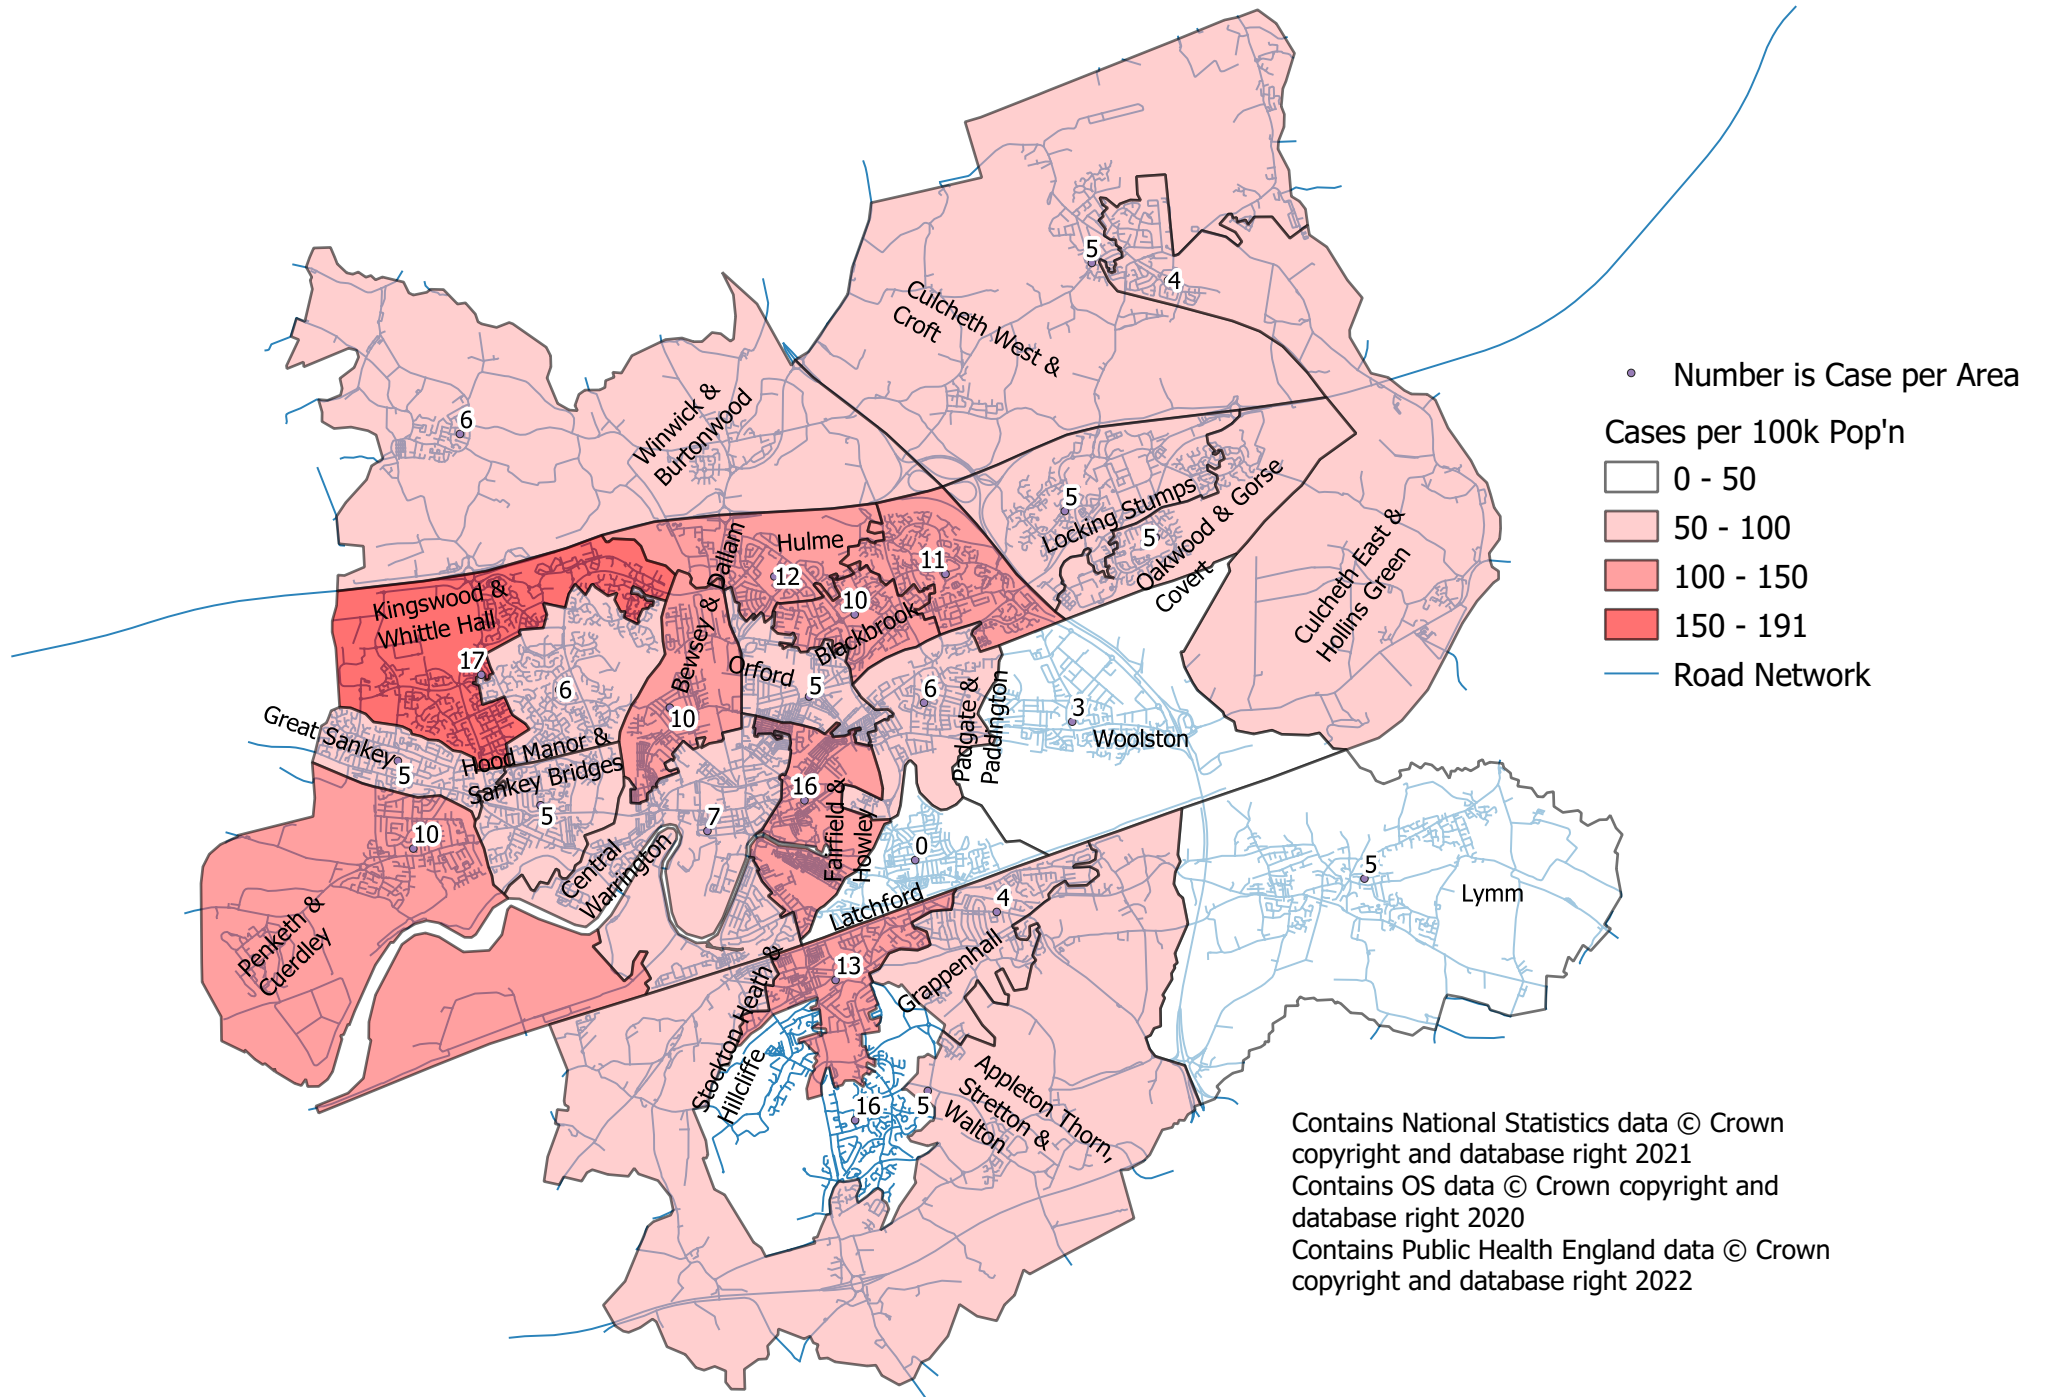 5
4
Culcheth West &
Croft
6
Winwick &
Burtonwood
Number is Case per Area
Cases per 100k Pop'n
0 - 50
50 - 100
100 - 150
150 - 191
Road Network
5
Locking Stumps
5
Oakwood & Gorse
Covert
Culcheth East &
Hollins Green
Hulme
12
11
10
Blackbrook
Bewsey & Dallam
10
Kingswood &
Whittle Hall
17
6
Orford
5
6
Padgate &
Paddington
3
Woolston
Great Sankey
5
Hood Manor &
Sankey Bridges
5
10
Penketh &
Cuerdley
7
Central
Warrington
16
Fairfield &
Howley
0
Latchford
4
Grappenhall
13
Stockton Heath &
Hillcliffe
16
5
Appleton Thorn,
Stretton &
Walton
5
Lymm
Contains National Statistics data © Crown
copyright and database right 2021
Contains OS data © Crown copyright and
database right 2020
Contains Public Health England data © Crown
copyright and database right 2022